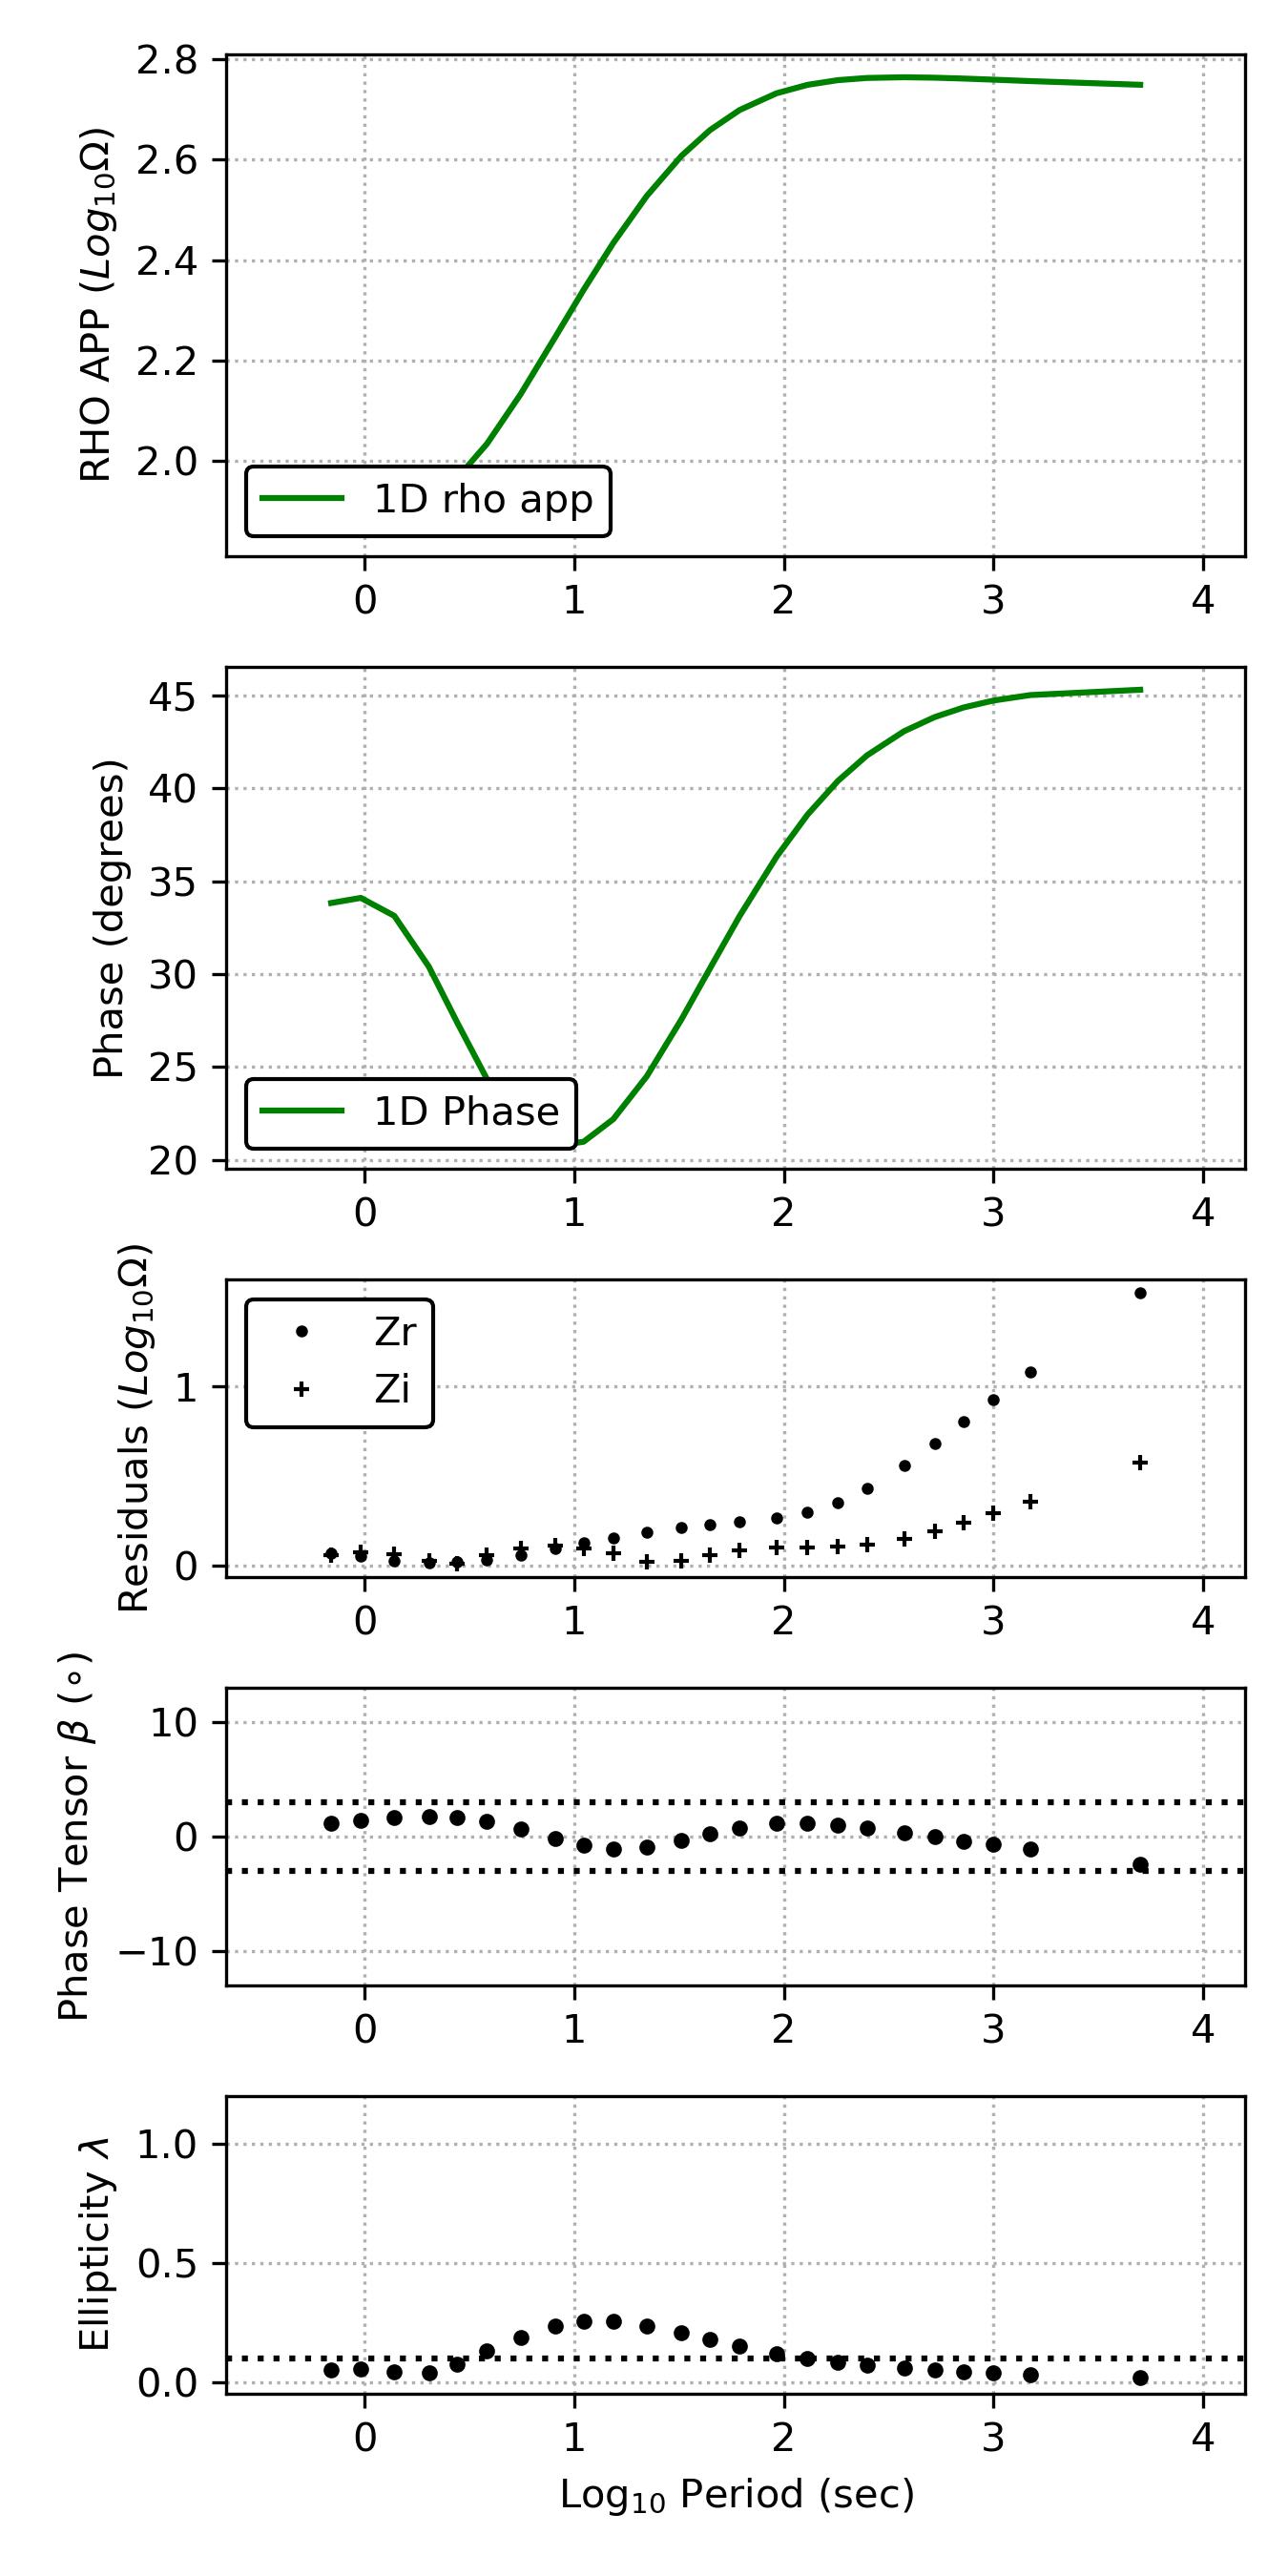 RHO APP (Log₁₀Ω)
2.8
2.6
2.4
2.2
2.0
1D rho app
0 1 2 3 4
Phase (degrees)
45
40
35
30
25
20
1D Phase
0 1 2 3 4
Residuals (Log₁₀Ω)
1
0
Zr
Zi
0 1 2 3 4
Phase Tensor β (∘)
10
0
−10
0 1 2 3 4
Ellipticity λ
1.0
0.5
0.0
0 1 2 3 4
Log₁₀ Period (sec)